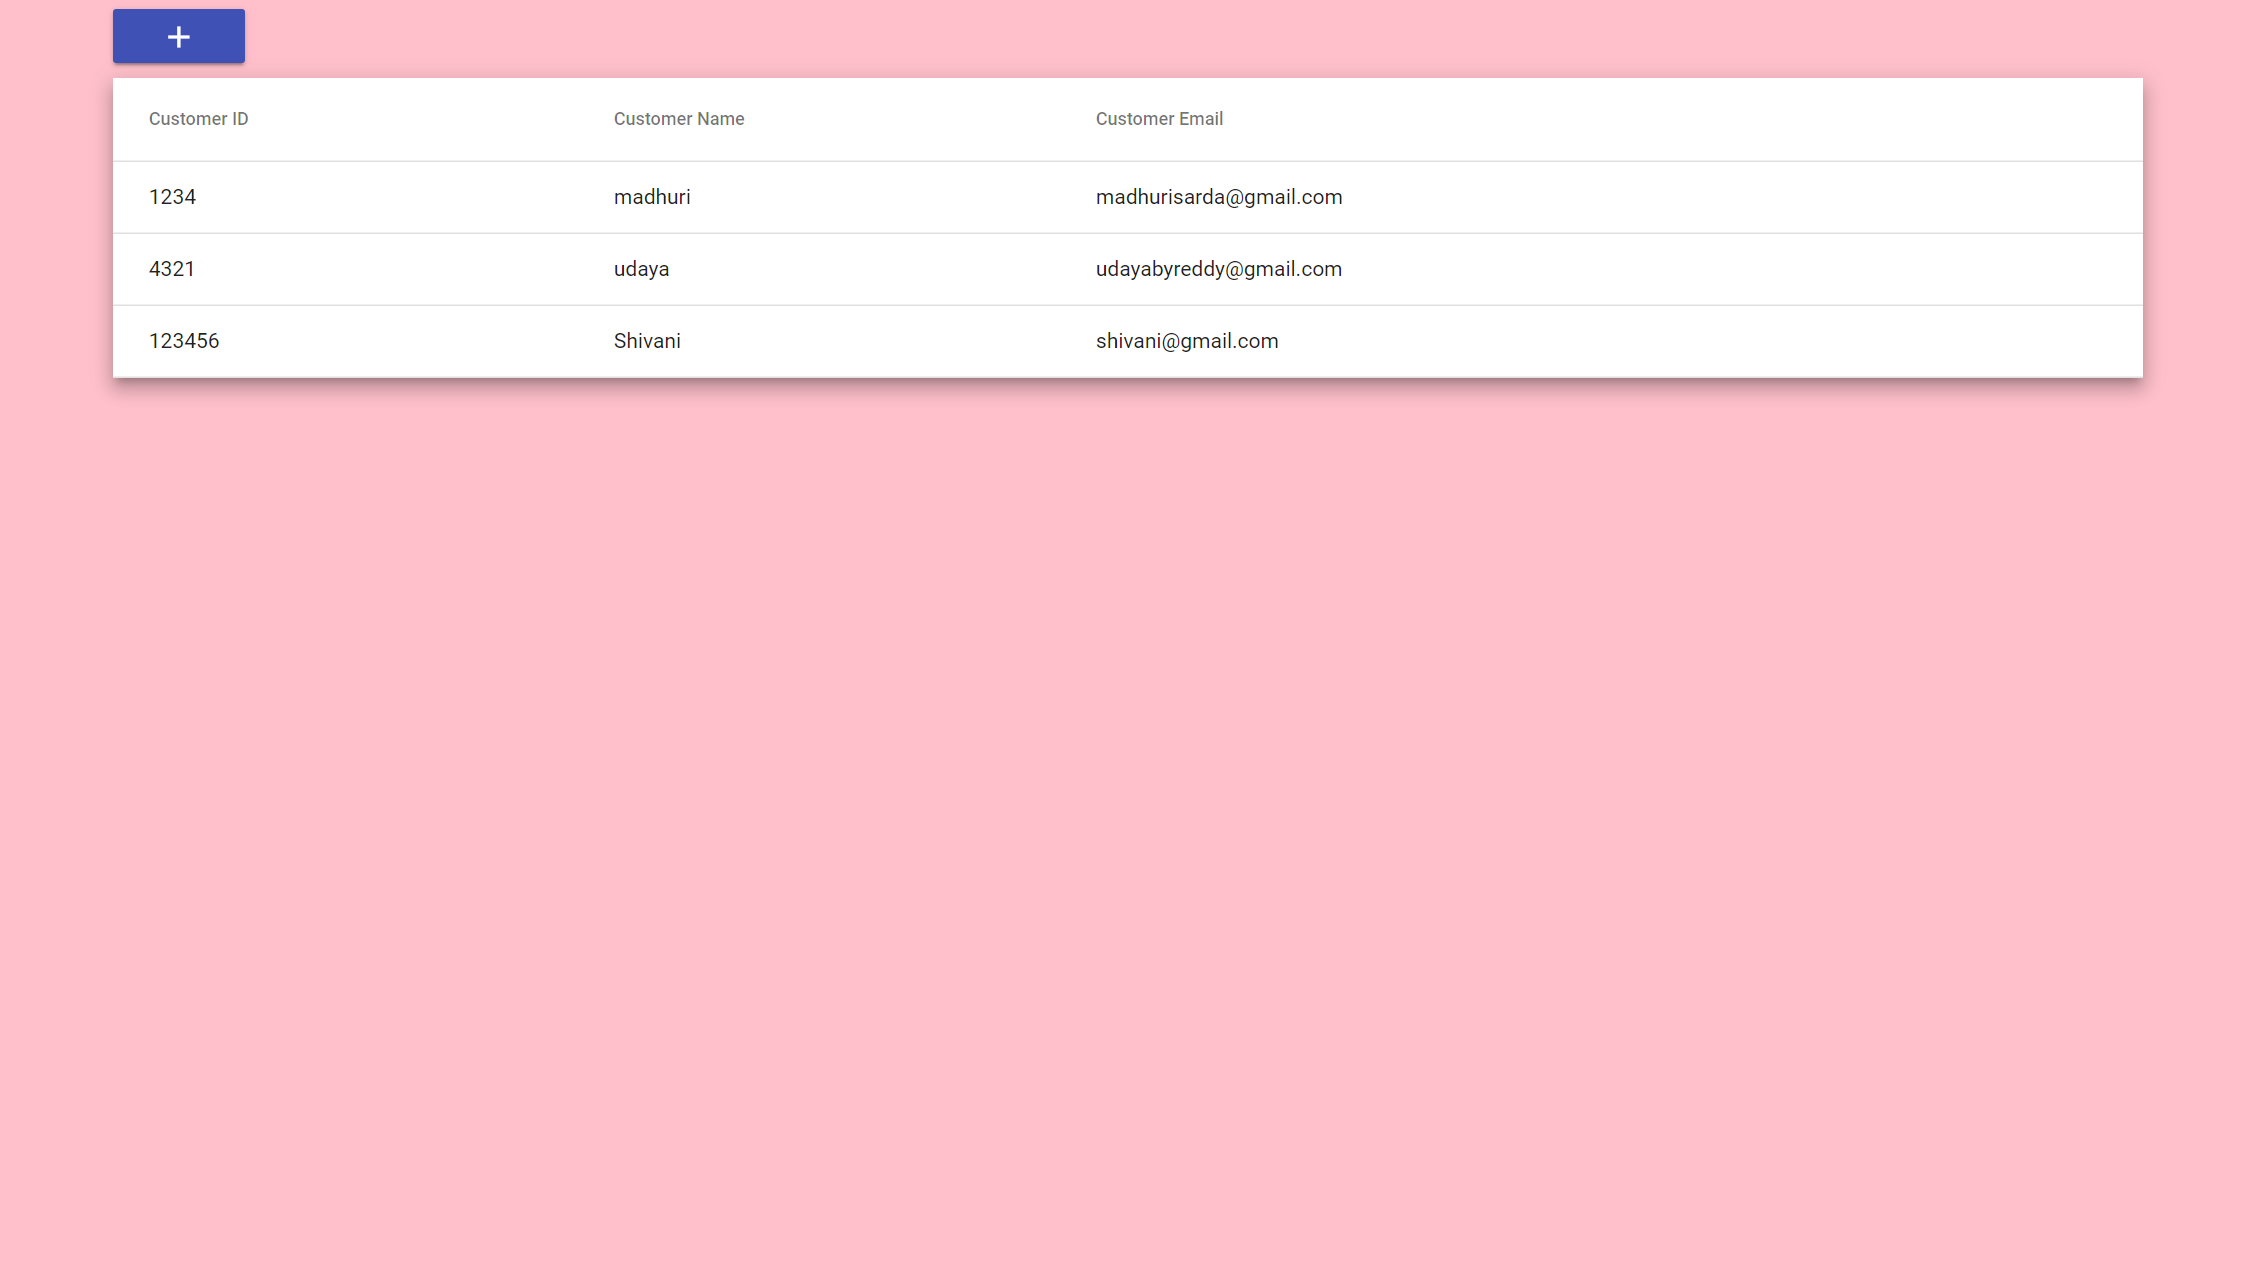 +
Customer ID Customer Name Customer Email
1234 madhuri madhurisarda@gmail.com
4321 udaya udayabyreddy@gmail.com
123456 Shivani shivani@gmail.com